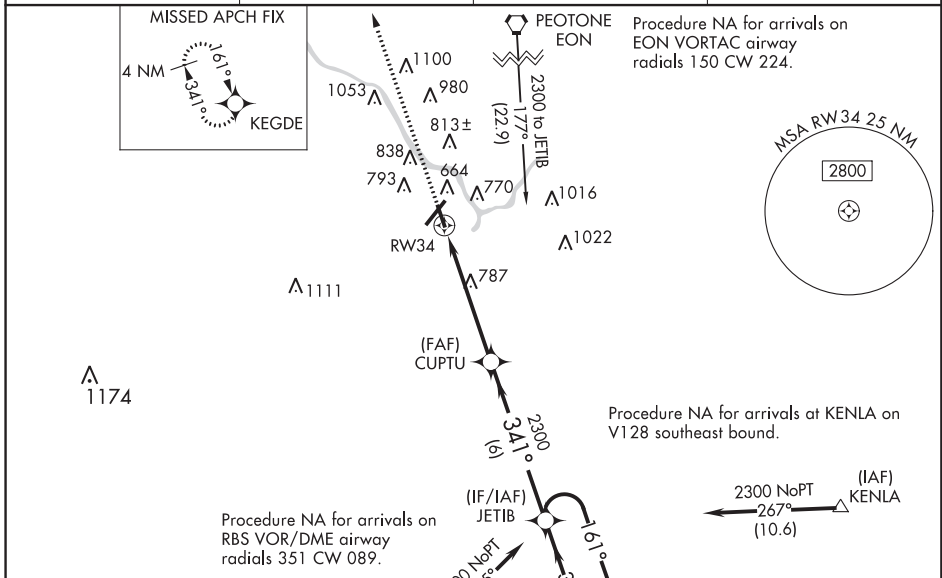 MISSED APCH FIX
4 NM
161°
341°
KEGDE
1100
1053
980
813±
838
664
793
770
RW34
787
1111
1174
PEOTONE
EON
2300 to JETIB
177°
(22.9)
1016
1022
Procedure NA for arrivals on
EON VORTAC airway
radials 150 CW 224.
MSA RW34 25 NM
2800
(FAF)
CUPTU
2300
341°
(6)
Procedure NA for arrivals at KENLA on
V128 southeast bound.
(IF/IAF)
JETIB
161°
2300 NoPT
267°
(10.6)
(IAF)
KENLA
Procedure NA for arrivals on
RBS VOR/DME airway
radials 351 CW 089.
NoPT